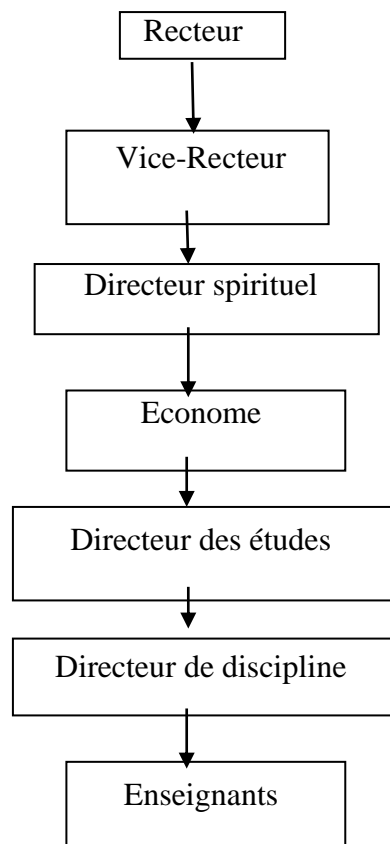 Recteur
Vice-Recteur
Directeur spirituel
Econome
Directeur des études
Directeur de discipline
Enseignants